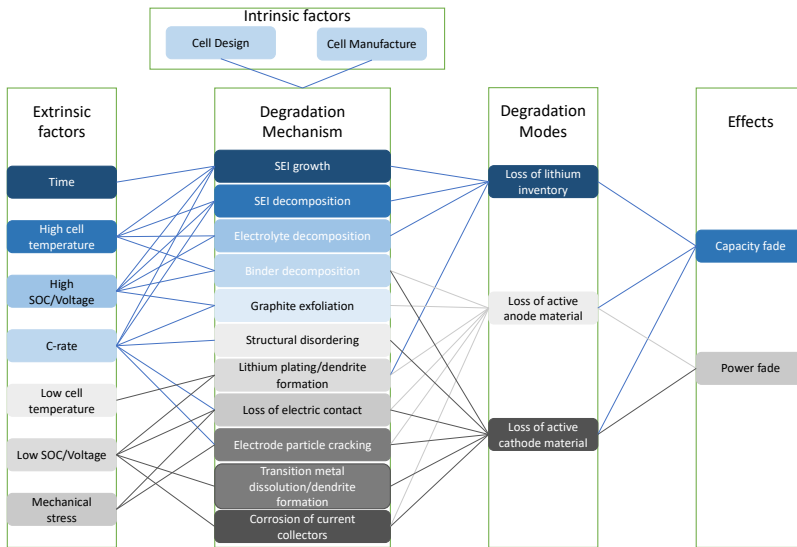 Intrinsic factors
Cell Design
Cell Manufacture
Extrinsic
factors
Time
High cell
temperature
High
SOC/Voltage
C-rate
Low cell
temperature
Low SOC/Voltage
Mechanical
stress
Degradation
Mechanism
SEI growth
SEI decomposition
Electrolyte decomposition
Binder decomposition
Graphite exfoliation
Structural disordering
Lithium plating/dendrite
formation
Loss of electric contact
Electrode particle cracking
Transition metal
dissolution/dendrite
formation
Corrosion of current
collectors
Degradation
Modes
Loss of lithium
inventory
Loss of active
anode material
Loss of active
cathode material
Effects
Capacity fade
Power fade